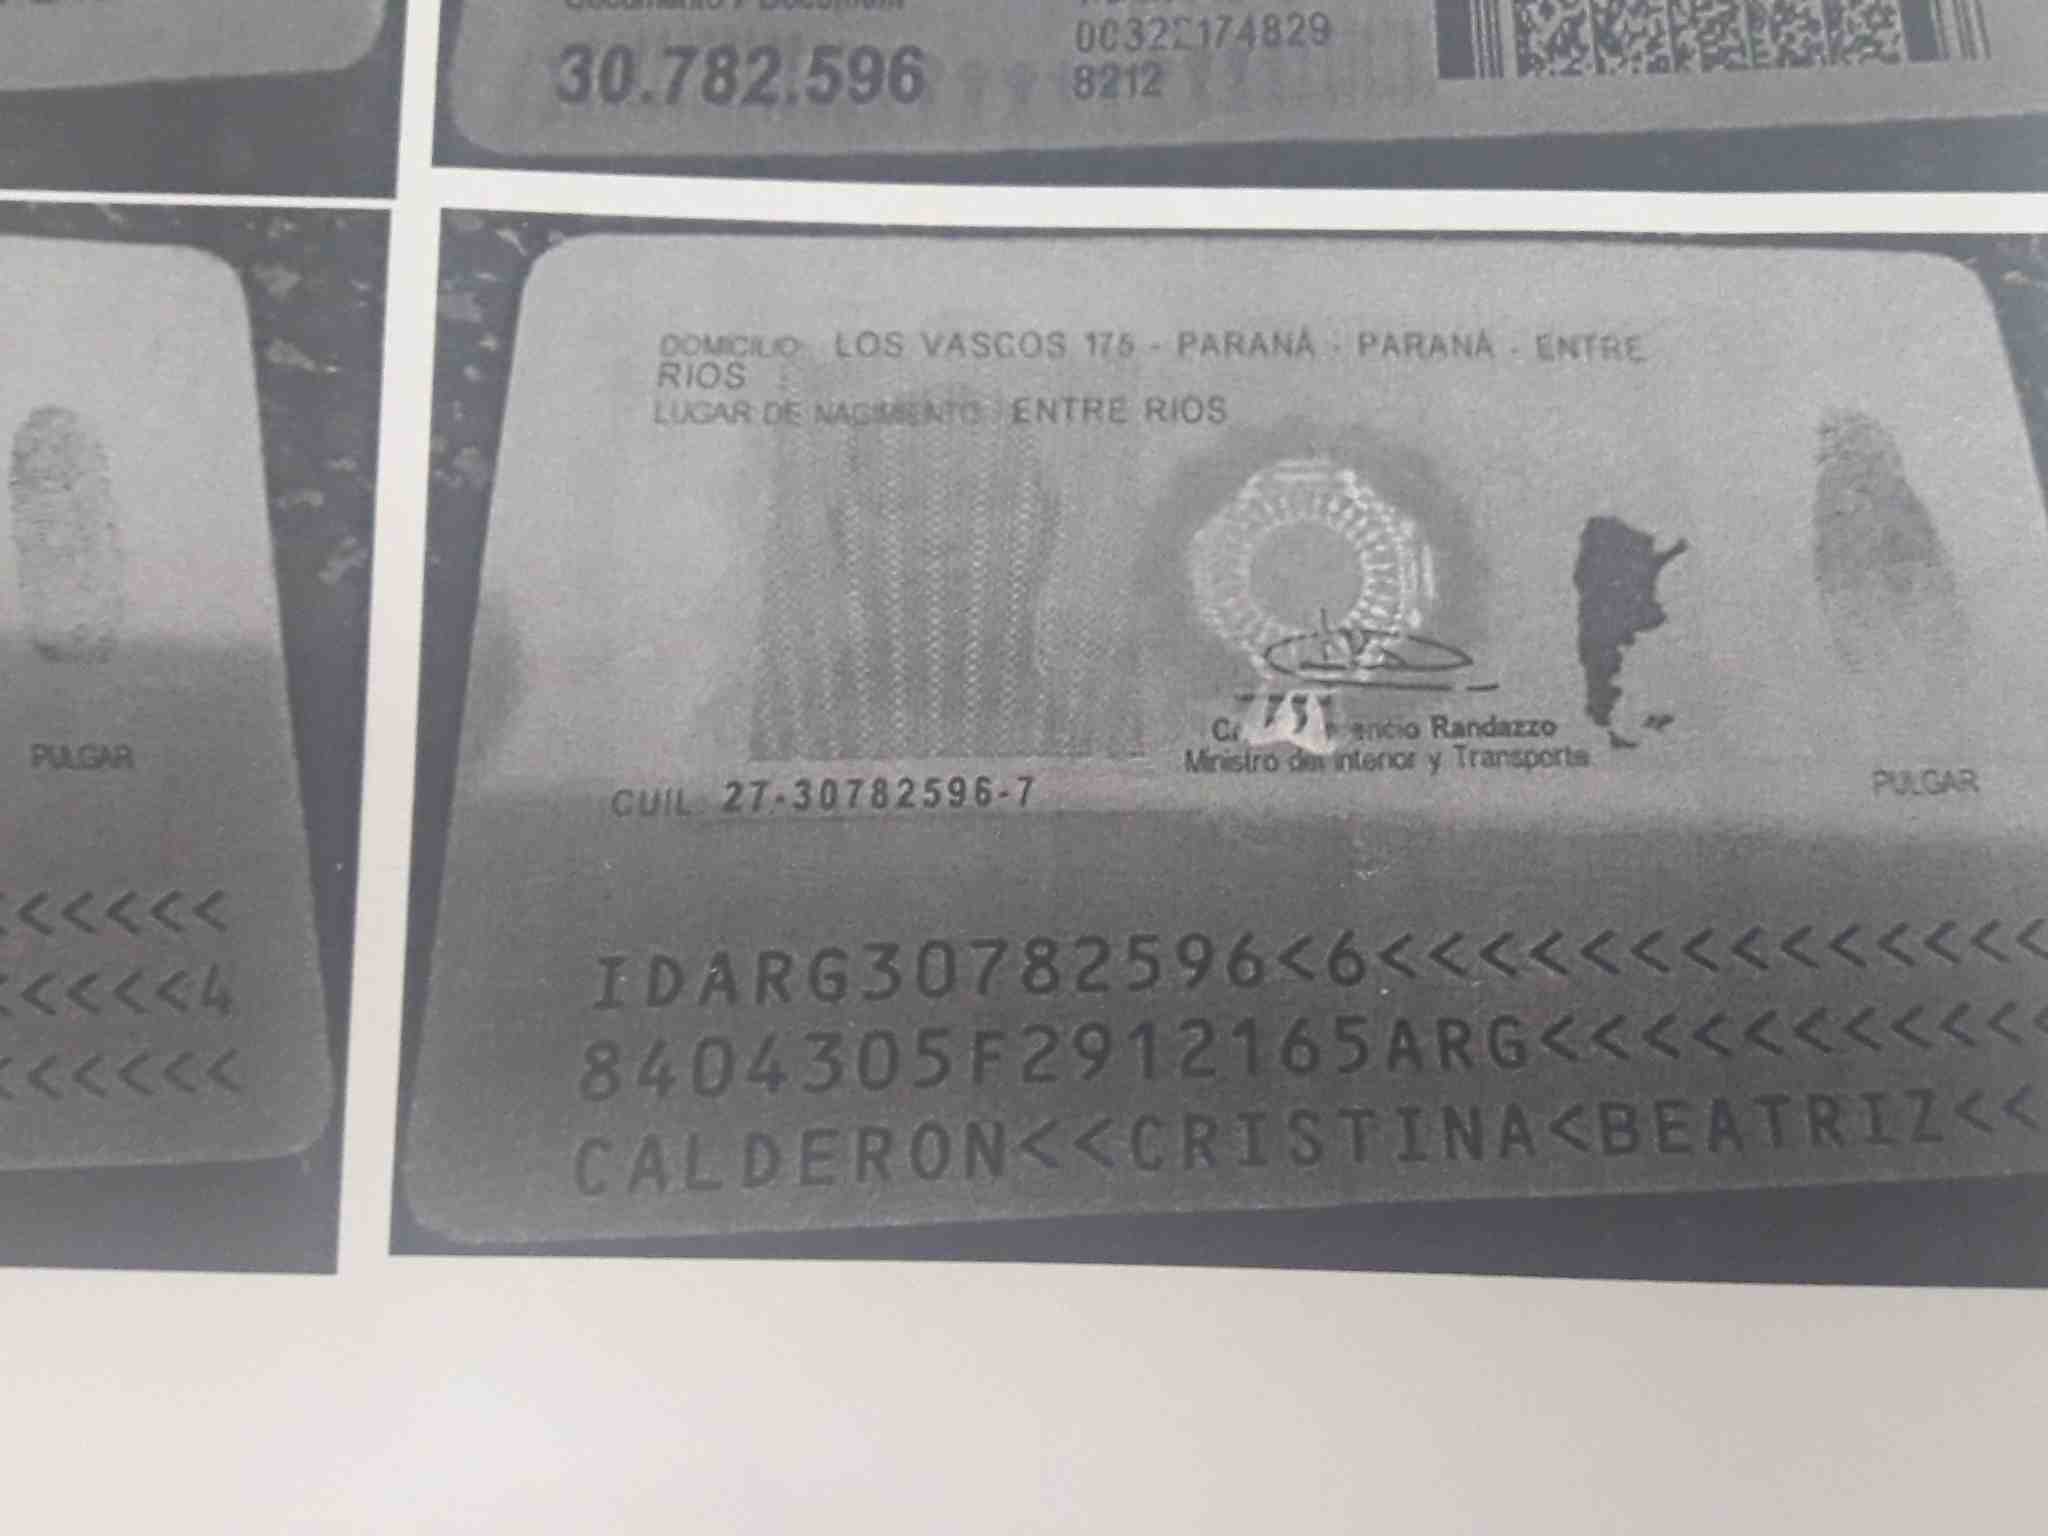 30.782.596
8212
DOMICILIO: LOS VASCOS 175 - PARANÁ - PARANÁ - ENTRE
RIOS
LUGAR DE NACIMIENTO: ENTRE RIOS
Randazzo
Ministro del Interior y Transporte
PULGAR
PULGAR
CUIL: 27-30782596-7
<<<<<<
<<<<<4
<<<<<<
IDARG30782596<6<<<<<<<<<<<<<<<
8404305F2912165ARG<<<<<<<<<<<
CALDERON<<CRISTINA<BEATRIZ<<